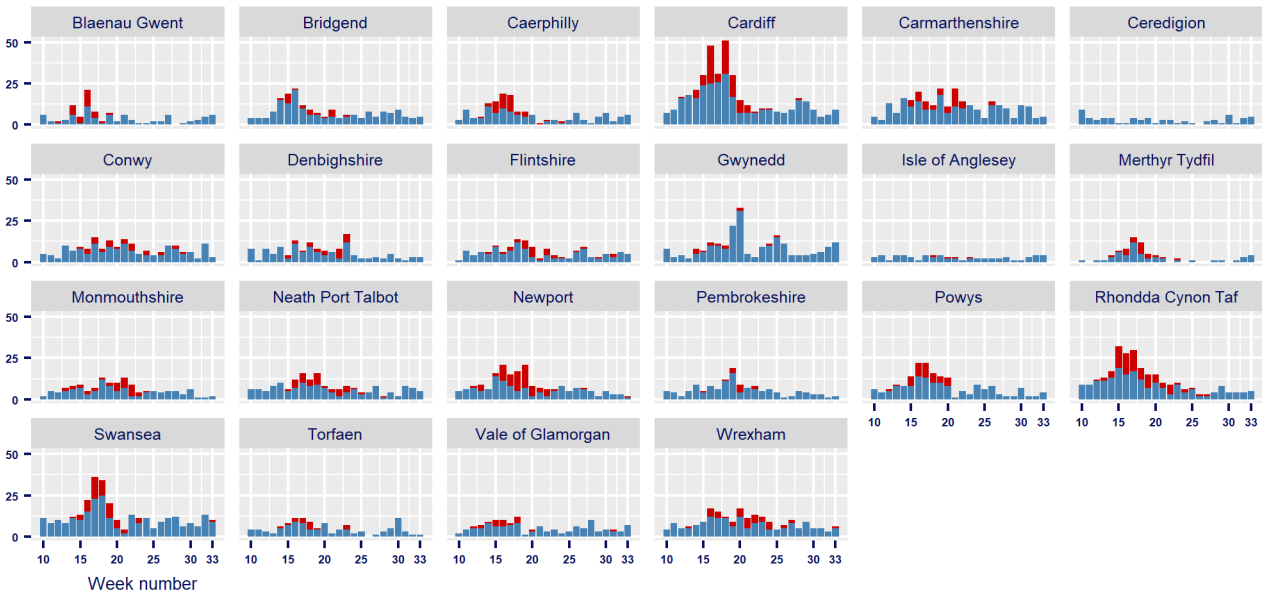 Blaenau Gwent Bridgend Caerphilly Cardiff Carmarthenshire Ceredigion
50
25
0
Conwy Denbighshire Flintshire Gwynedd Isle of Anglesey Merthyr Tydfil
50
25
0
Monmouthshire Neath Port Talbot Newport Pembrokeshire Powys Rhondda Cynon Taf
50
25
0
10 15 20 25 30 33 10 15 20 25 30 33
Swansea Torfaen Vale of Glamorgan Wrexham
50
25
0
10 15 20 25 30 33 10 15 20 25 30 33 10 15 20 25 30 33 10 15 20 25 30 33
Week number